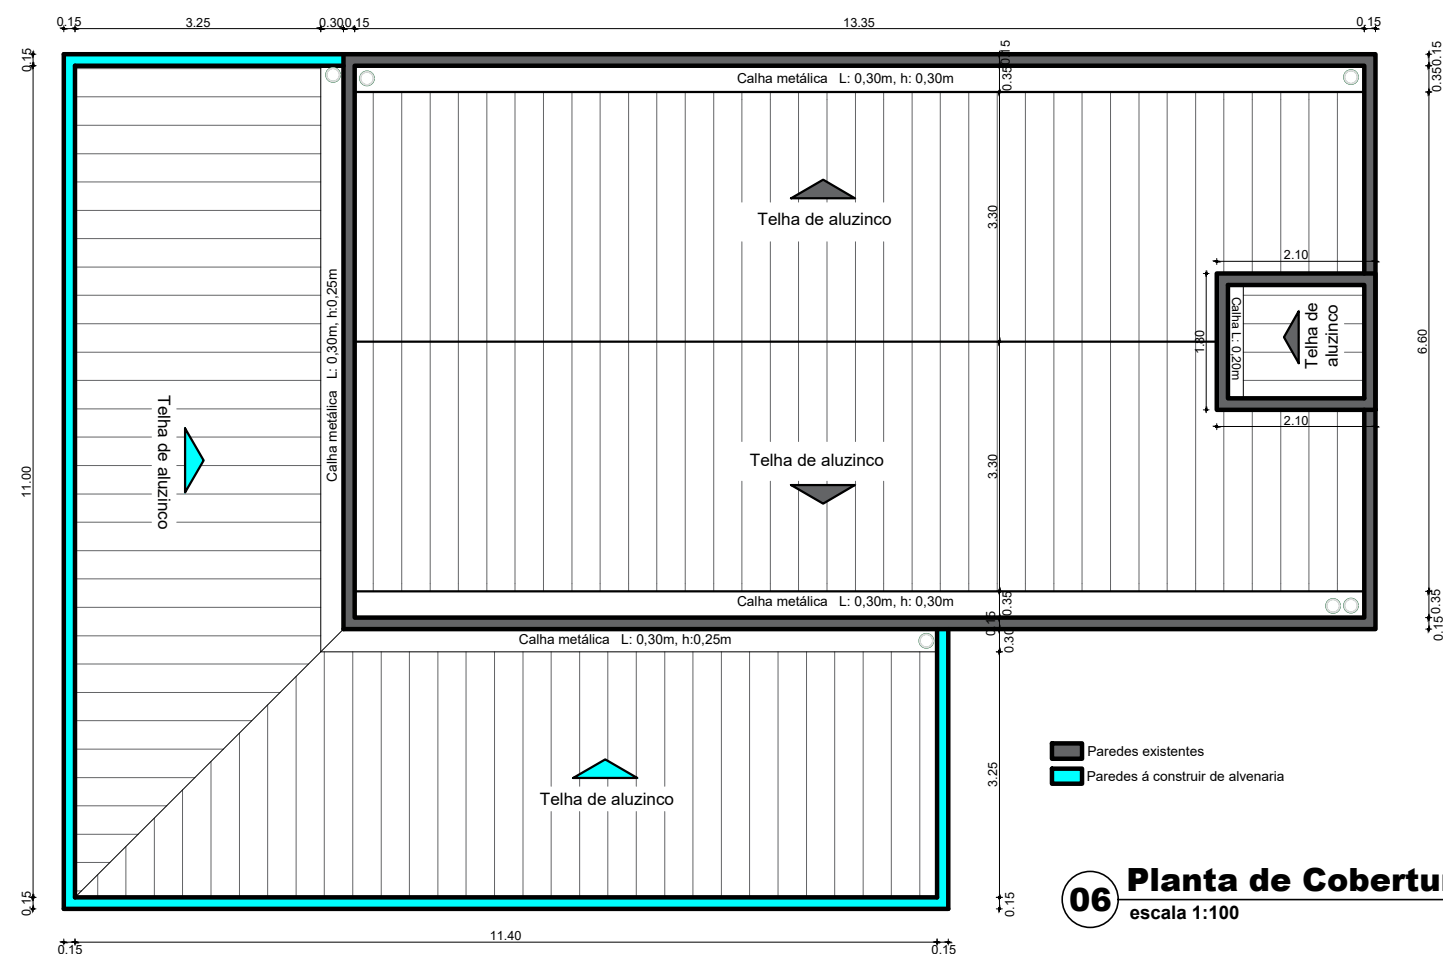 0.15 3.25 0.30 0.15 13.35 0.15
0.15
0.15
0.35
0.15
0.35
Calha metálica L: 0,30m, h: 0,30m
Telha de aluzinco
3.30
2.10
Calha metálica L: 0,30m, h:0,25m
1.80
Calha L: 0,20m
Telha de
aluzinco
6.60
2.10
Telha de aluzinco
11.00
Telha de aluzinco
3.30
Calha metálica L: 0,30m, h: 0,30m
0.35
0.15
0.30
0.35
0.15
Calha metálica L: 0,30m, h:0,25m
Telha de aluzinco
3.25
Paredes existentes
Paredes á construir de alvenaria
06
Planta de Cobertu
escala 1:100
0.15
0.15
0.15 11.40 0.15